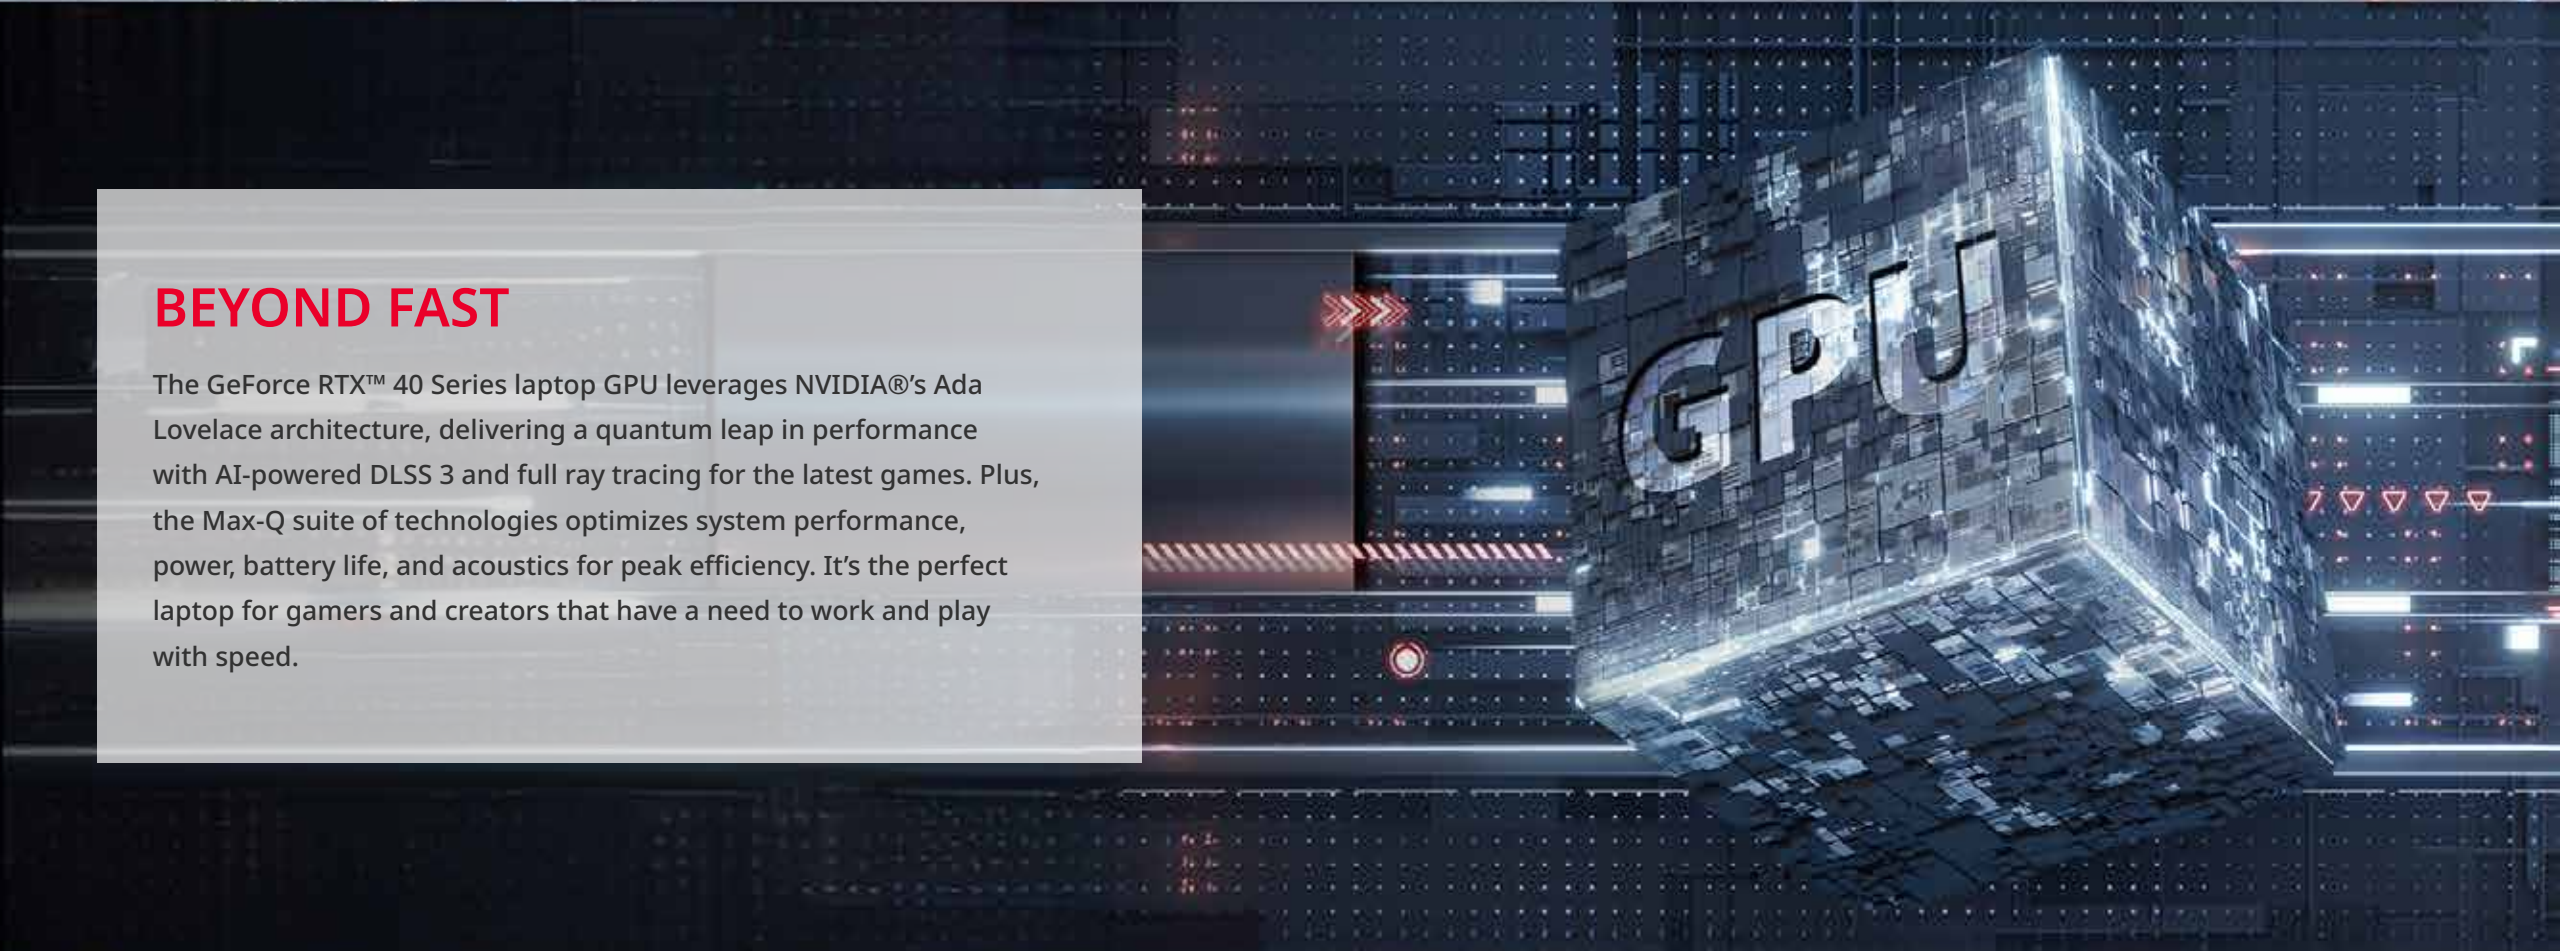 BEYOND FAST
The GeForce RTX™ 40 Series laptop GPU leverages NVIDIA®’s Ada
Lovelace architecture, delivering a quantum leap in performance
with AI-powered DLSS 3 and full ray tracing for the latest games. Plus,
the Max-Q suite of technologies optimizes system performance,
power, battery life, and acoustics for peak efficiency. It’s the perfect
laptop for gamers and creators that have a need to work and play
with speed.
GPU